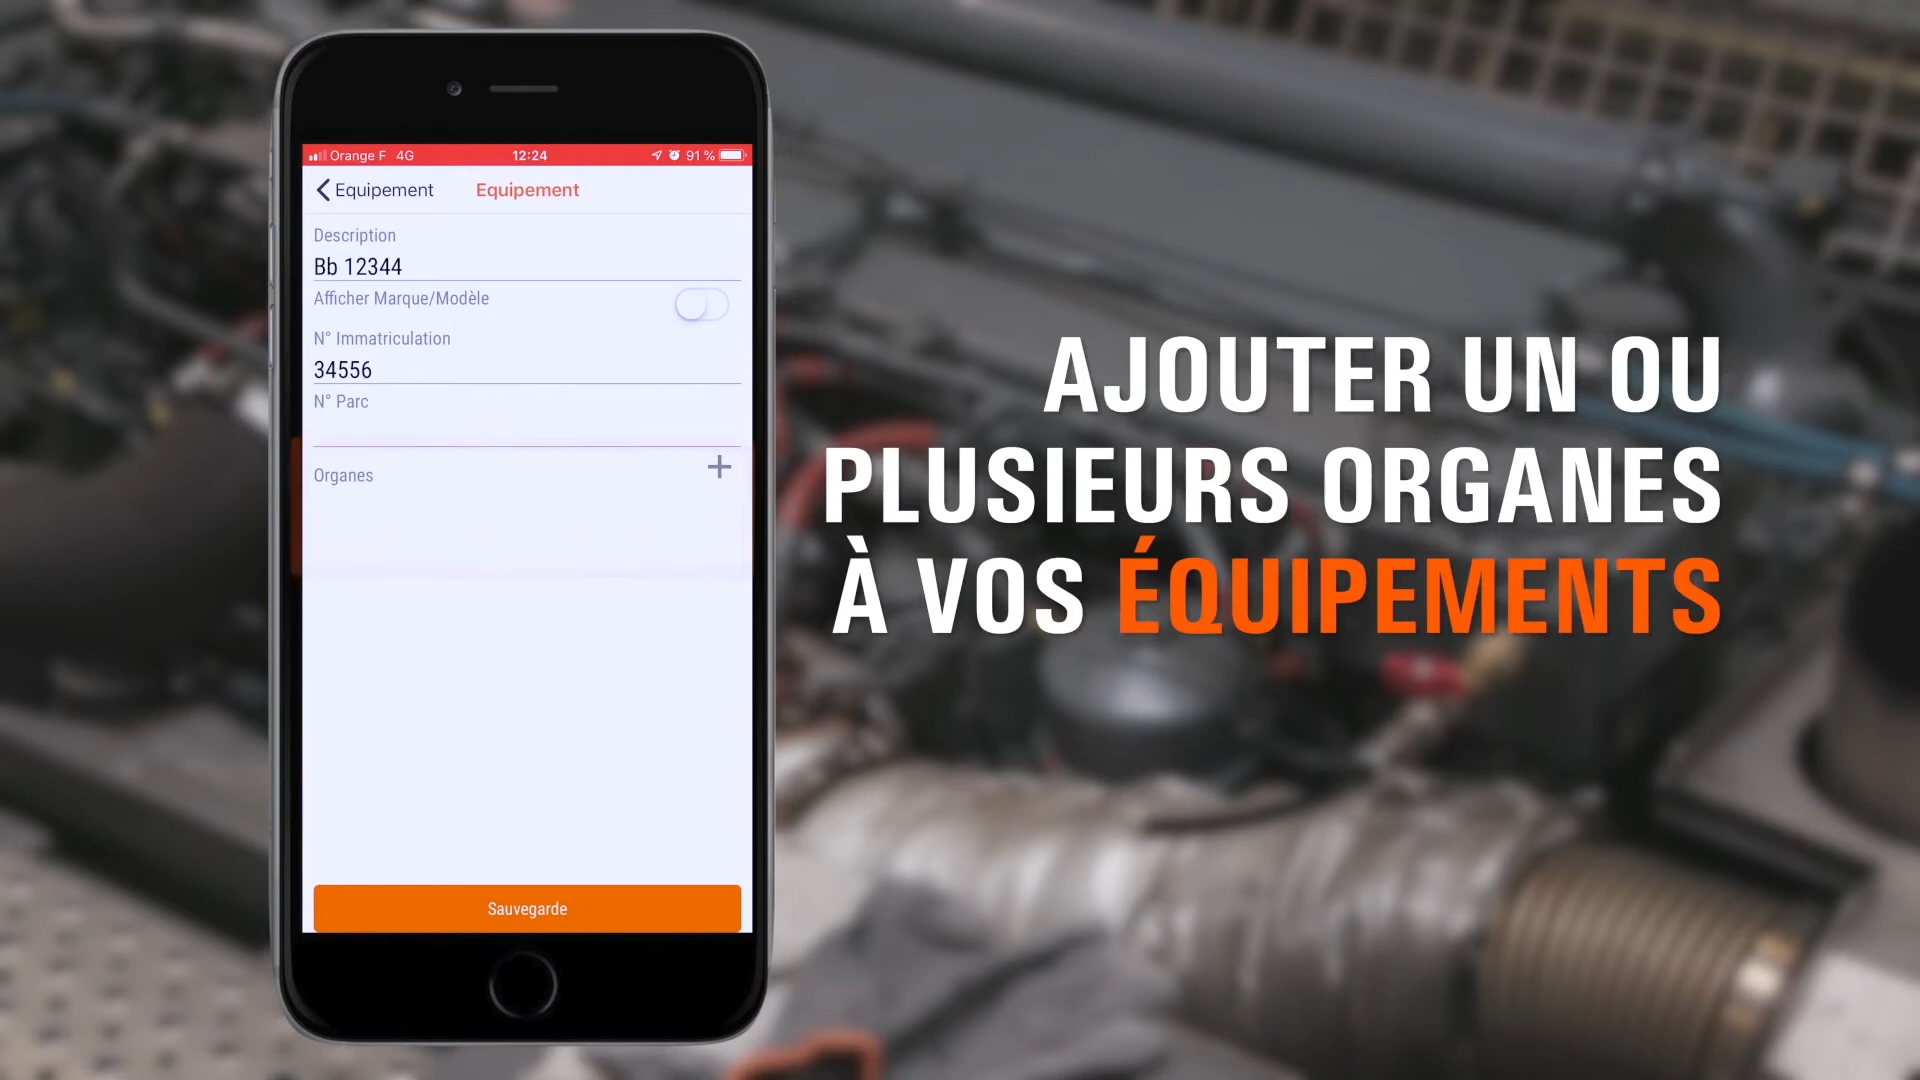 Orange F 4G 12:24 91 %
Equipement Equipement
Description
Bb 12344
Afficher Marque/Modèle
N° Immatriculation
34556
N° Parc
Organes
Sauvegarde
AJOUTER UN OU
PLUSIEURS ORGANES
À VOS ÉQUIPEMENTS